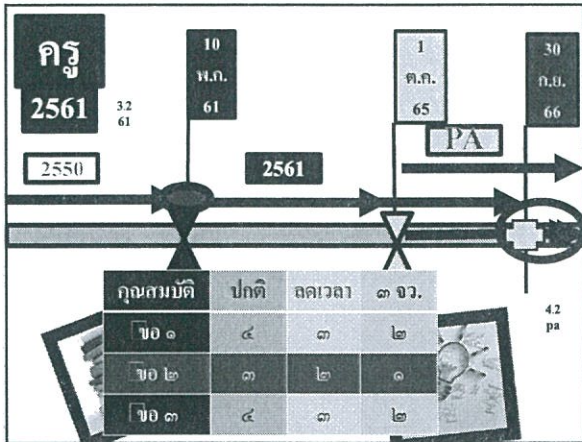 ครู
2561
3.2
61
10
พ.ค.
61
1
ต.ค.
65
30
ก.ย.
66
PA
2550
2561
คุณสมบัติ ปกติ ลดเวลา ๓ จว.
ขอ ๑ ๔ ๓ ๒
ขอ ๒ ๓ ๒ ๑
ขอ ๓ ๔ ๓ ๒
4.2
pa